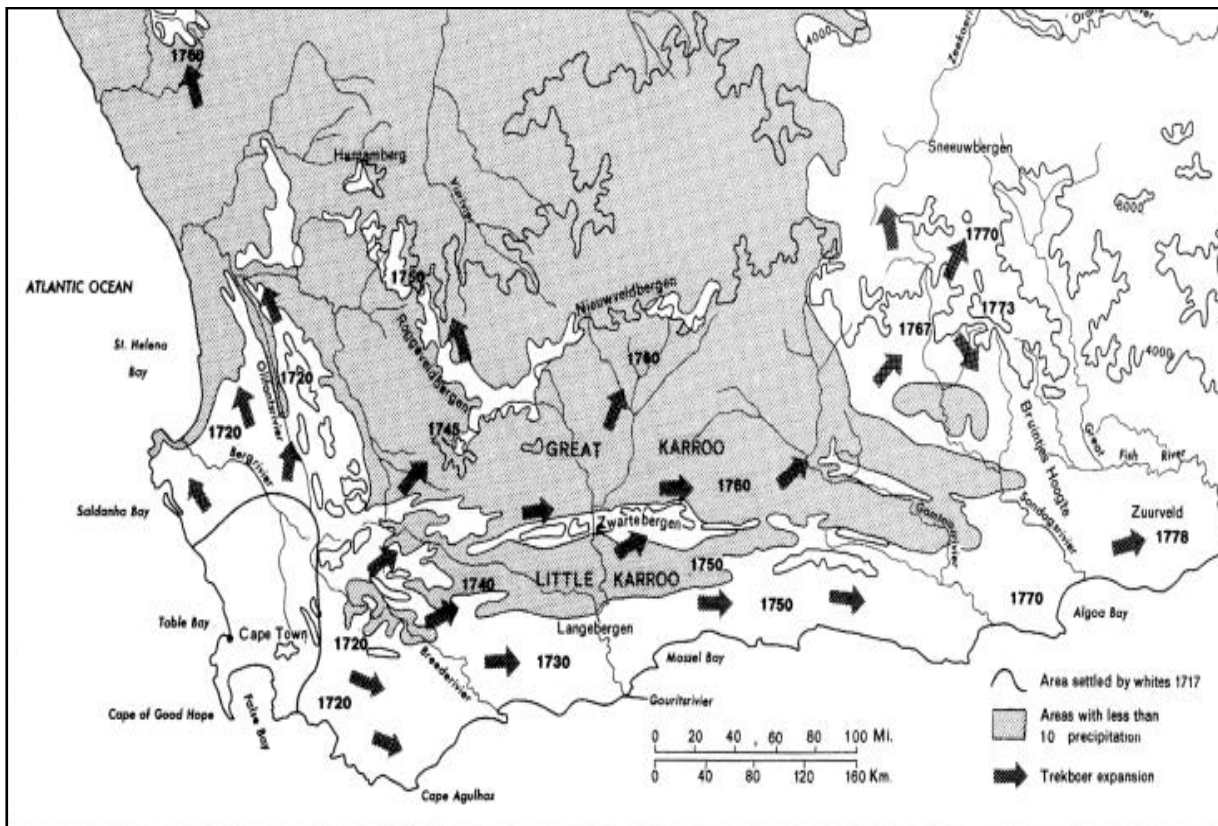 4000
Zeekoerivier
1760
Sneeuwbergen
Hantamberg
Visrivier
6000
1770
1750
ATLANTIC OCEAN
Nieuwveldbergen
1773
1767
St. Helena
Bay
Olifantsrivier
1720
Roggeveldbergen
1760
4000
1720
1745
GREAT KARROO
Bruintjes Hoogte
Great Fish River
Bergrivier
1760
Saldanha Bay
Zwartebergen
Gamtoosrivier
Sondagsrivier
Zuurveld
1778
1740
LITTLE KARROO
1750
1750
1770
Algoa Bay
Table Bay
Cape Town
1720
Langebergen
Breederivier
1730
Mossel Bay
1720
Gouritsrivier
Cape of Good Hope
False Bay
Cape Agulhas
0 20 40 60 80 100 Mi.
0 40 80 120 160 Km.
Area settled by whites 1717
Areas with less than
10 precipitation
Trekboer expansion